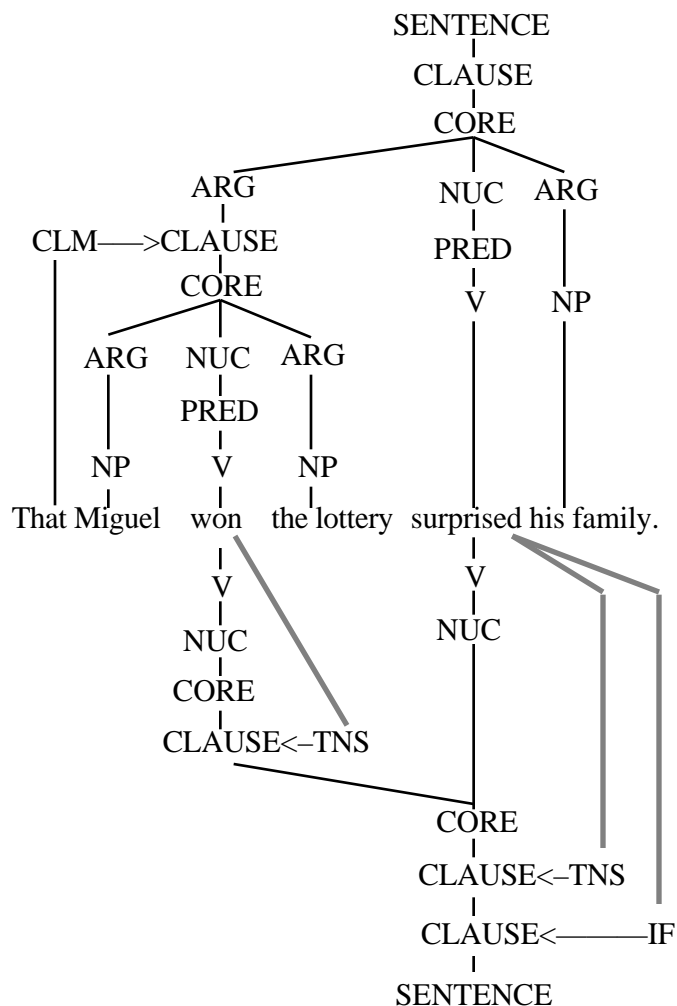 SENTENCE
CLAUSE
CORE
ARG NUC ARG
CLM——>CLAUSE PRED
CORE V NP
ARG NUC ARG
PRED
NP V NP
That Miguel won the lottery surprised his family.
V V
NUC NUC
CORE
CLAUSE<–TNS
CORE
CLAUSE<–TNS
CLAUSE<————IF
SENTENCE